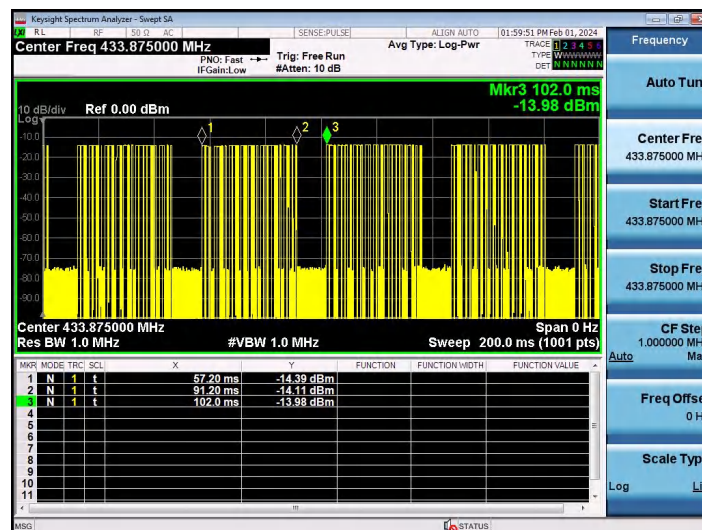 Keysight Spectrum Analyzer - Swept SA
LXI RL RF 50 Ω AC SENSE:PULSE ALIGN AUTO 01:59:51 PM Feb 01, 2024
Center Freq 433.875000 MHz Avg Type: Log-Pwr TRACE 1 2 3 4 5 6
PNO: Fast Trig: Free Run TYPE WWWWWW
IFGain:Low #Atten: 10 dB DET N N N N N N
Mkr3 102.0 ms
-13.98 dBm
10 dB/div Ref 0.00 dBm
Log
-10.0
-20.0
-30.0
-40.0
-50.0
-60.0
-70.0
-80.0
-90.0
1 2 3
Center 433.875000 MHz Span 0 Hz
Res BW 1.0 MHz #VBW 1.0 MHz Sweep 200.0 ms (1001 pts)
MKR MODE TRC SCL X Y FUNCTION FUNCTION WIDTH FUNCTION VALUE
1 N 1 t 57.20 ms -14.39 dBm
2 N 1 t 91.20 ms -14.11 dBm
3 N 1 t 102.0 ms -13.98 dBm
4
5
6
7
8
9
10
11
MSG STATUS
Frequency
Auto Tun
Center Fre
433.875000 MH
Start Fre
433.875000 MH
Stop Fre
433.875000 MH
CF Ste
1.000000 MH
Auto Ma
Freq Offse
0 H
Scale Typ
Log Li